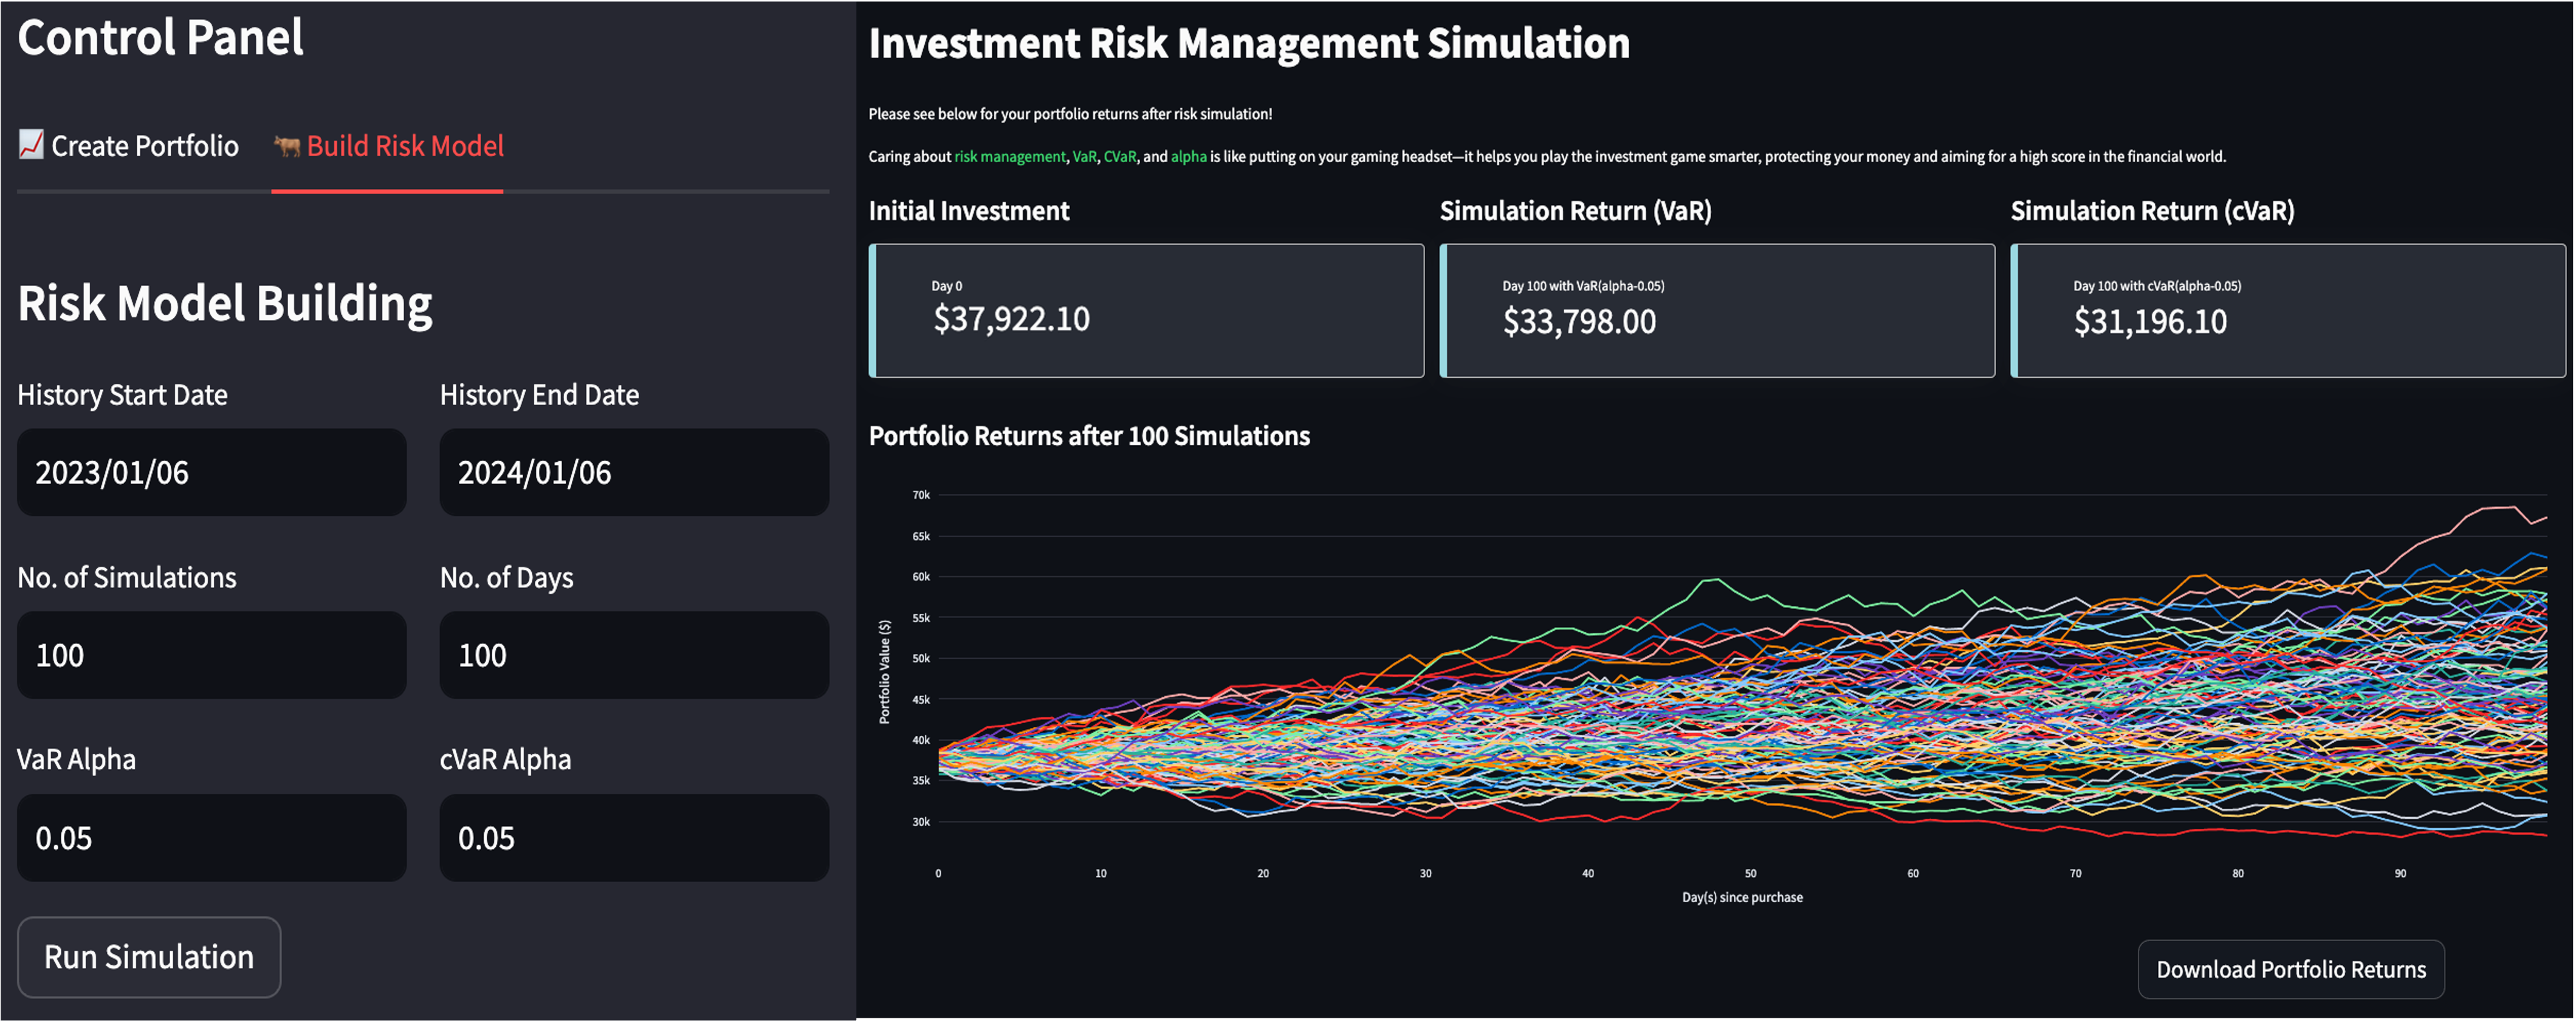 Control Panel
Create Portfolio
Build Risk Model
Risk Model Building
History Start Date
History End Date
2023/01/06
2024/01/06
No. of Simulations
No. of Days
100
100
VaR Alpha
cVaR Alpha
0.05
0.05
Run Simulation
Investment Risk Management Simulation
Please see below for your portfolio returns after risk simulation!
Caring about risk management, VaR, CVaR, and alpha is like putting on your gaming headset—it helps you play the investment game smarter, protecting your money and aiming for a high score in the financial world.
Initial Investment
Simulation Return (VaR)
Simulation Return (cVaR)
Day 0
$37,922.10
Day 100 with VaR(alpha-0.05)
$33,798.00
Day 100 with cVaR(alpha-0.05)
$31,196.10
Portfolio Returns after 100 Simulations
Portfolio Value ($)
70k
65k
60k
55k
50k
45k
40k
35k
30k
0
10
20
30
40
50
60
70
80
90
Day(s) since purchase
Download Portfolio Returns